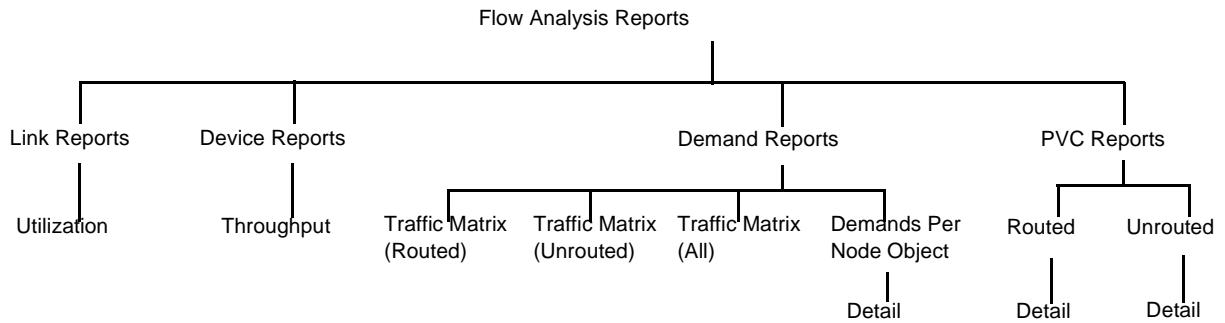 Flow Analysis Reports
Link Reports
Device Reports
Demand Reports
PVC Reports
Utilization
Throughput
Traffic Matrix
(Routed)
Traffic Matrix
(Unrouted)
Traffic Matrix
(All)
Demands Per
Node Object
Routed
Unrouted
Detail
Detail
Detail